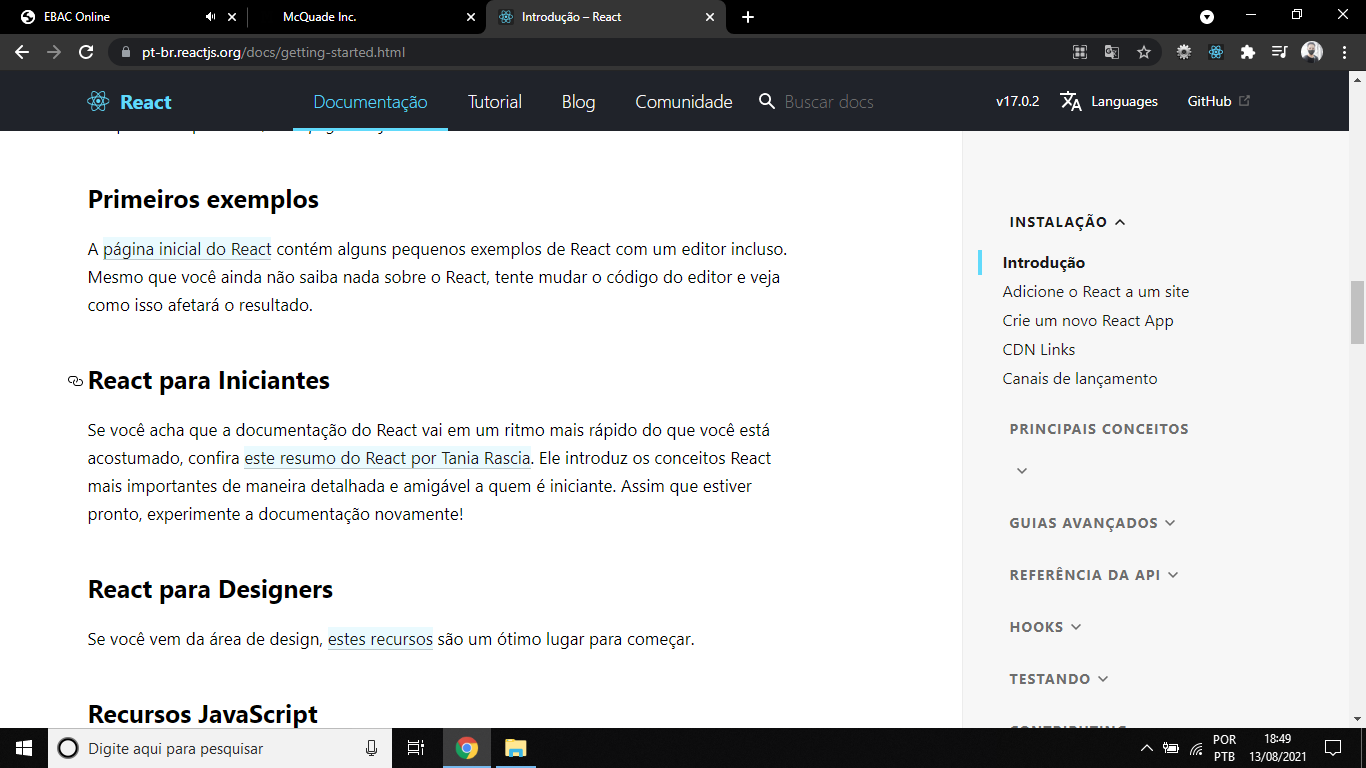 EBAC Online
McQuade Inc.
Introdução – React
pt-br.reactjs.org/docs/getting-started.html
React
Documentação
Tutorial
Blog
Comunidade
Buscar docs
v17.0.2
Languages
GitHub
Primeiros exemplos
A página inicial do React contém alguns pequenos exemplos de React com um editor incluso.
Mesmo que você ainda não saiba nada sobre o React, tente mudar o código do editor e veja
como isso afetará o resultado.
React para Iniciantes
Se você acha que a documentação do React vai em um ritmo mais rápido do que você está
acostumado, confira este resumo do React por Tania Rascia. Ele introduz os conceitos React
mais importantes de maneira detalhada e amigável a quem é iniciante. Assim que estiver
pronto, experimente a documentação novamente!
React para Designers
Se você vem da área de design, estes recursos são um ótimo lugar para começar.
Recursos JavaScript
INSTALAÇÃO
Introdução
Adicione o React a um site
Crie um novo React App
CDN Links
Canais de lançamento
PRINCIPAIS CONCEITOS
GUIAS AVANÇADOS
REFERÊNCIA DA API
HOOKS
TESTANDO
CONTRIBUTING
Digite aqui para pesquisar
POR
PTB
18:49
13/08/2021